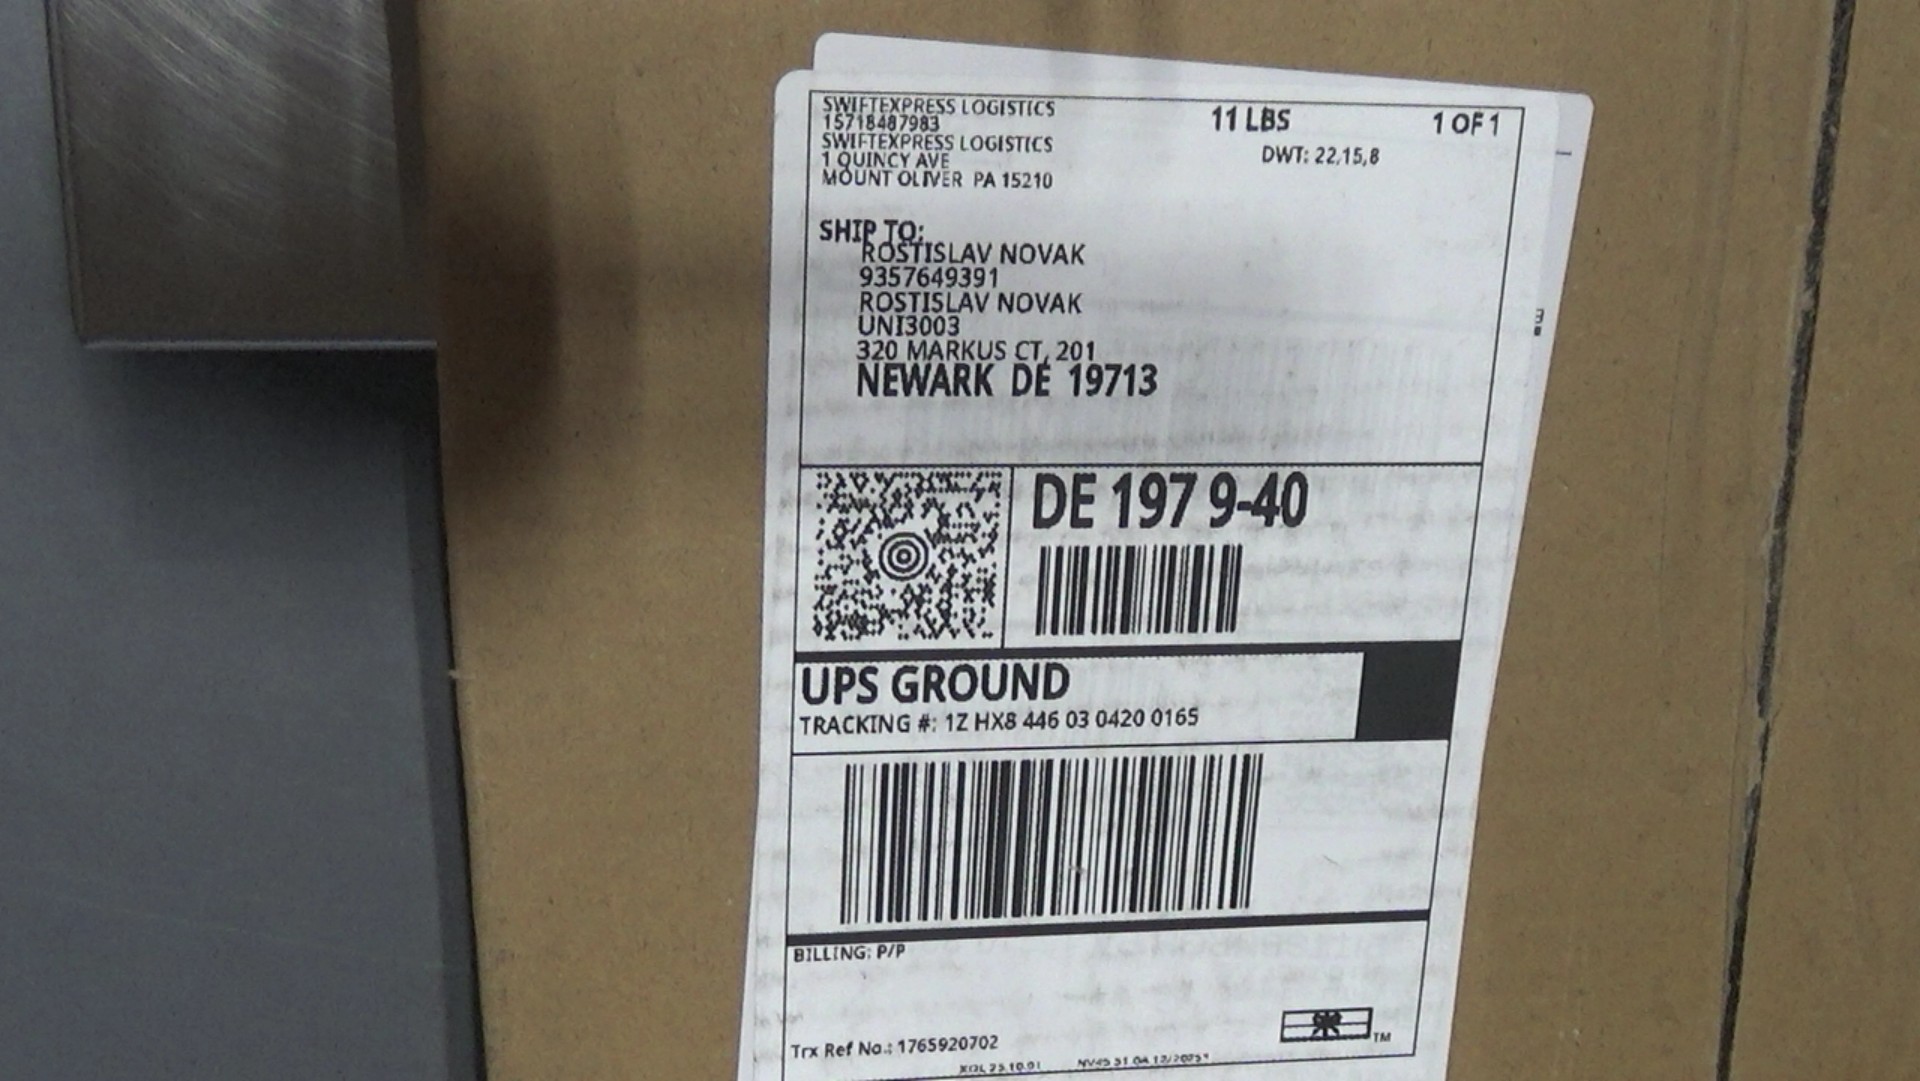 SWIFTEXPRESS LOGISTICS
15718487983
SWIFTEXPRESS LOGISTICS
1 QUINCY AVE
MOUNT OLIVER PA 15210
11 LBS
1 OF 1
DWT: 22,15,8
SHIP TO:
ROSTISLAV NOVAK
9357649391
ROSTISLAV NOVAK
UNI3003
320 MARKUS CT, 201
NEWARK DE 19713
DE 197 9-40
UPS GROUND
TRACKING #: 1Z HX8 446 03 0420 0165
BILLING: P/P
Trx Ref No.: 1765920702
TM